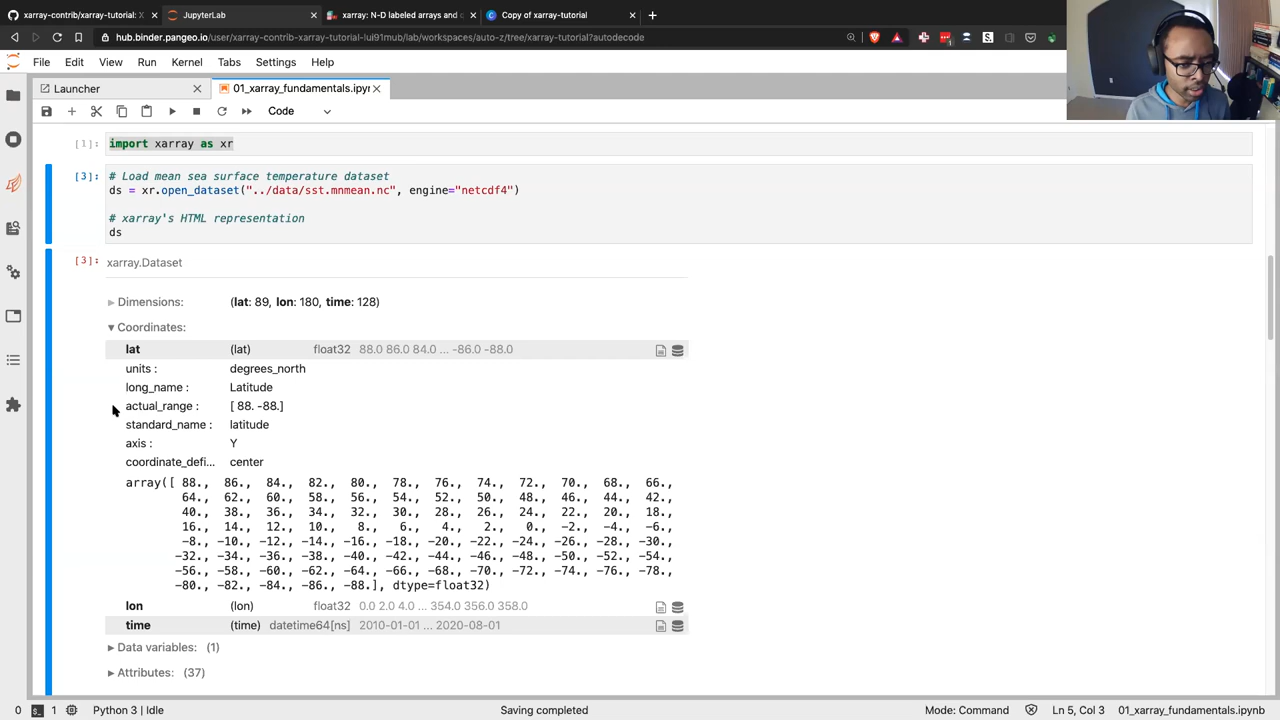 xarray-contrib/xarray-tutorial: X
JupyterLab
xarray: N-D labeled arrays and d
Copy of xarray-tutorial
hub.binder.pangeo.io/user/xarray-contrib-xarray-tutorial-lui91mub/lab/workspaces/auto-z/tree/xarray-tutorial?autodecode
File Edit View Run Kernel Tabs Settings Help
Launcher
01_xarray_fundamentals.ipyn
Code
[1]: import xarray as xr
[3]: # Load mean sea surface temperature dataset
ds = xr.open_dataset("../data/sst.mnmean.nc", engine="netcdf4")
# xarray's HTML representation
ds
[3]: xarray.Dataset
Dimensions: (lat: 89, lon: 180, time: 128)
Coordinates:
lat (lat) float32 88.0 86.0 84.0 ... -86.0 -88.0
units : degrees_north
long_name : Latitude
actual_range : [ 88. -88.]
standard_name : latitude
axis : Y
coordinate_defi... center
array([ 88., 86., 84., 82., 80., 78., 76., 74., 72., 70., 68., 66.,
64., 62., 60., 58., 56., 54., 52., 50., 48., 46., 44., 42.,
40., 38., 36., 34., 32., 30., 28., 26., 24., 22., 20., 18.,
16., 14., 12., 10., 8., 6., 4., 2., 0., -2., -4., -6.,
-8., -10., -12., -14., -16., -18., -20., -22., -24., -26., -28., -30.,
-32., -34., -36., -38., -40., -42., -44., -46., -48., -50., -52., -54.,
-56., -58., -60., -62., -64., -66., -68., -70., -72., -74., -76., -78.,
-80., -82., -84., -86., -88.], dtype=float32)
lon (lon) float32 0.0 2.0 4.0 ... 354.0 356.0 358.0
time (time) datetime64[ns] 2010-01-01 ... 2020-08-01
Data variables: (1)
Attributes: (37)
0 1 Python 3 | Idle Saving completed Mode: Command Ln 5, Col 3 01_xarray_fundamentals.ipynb